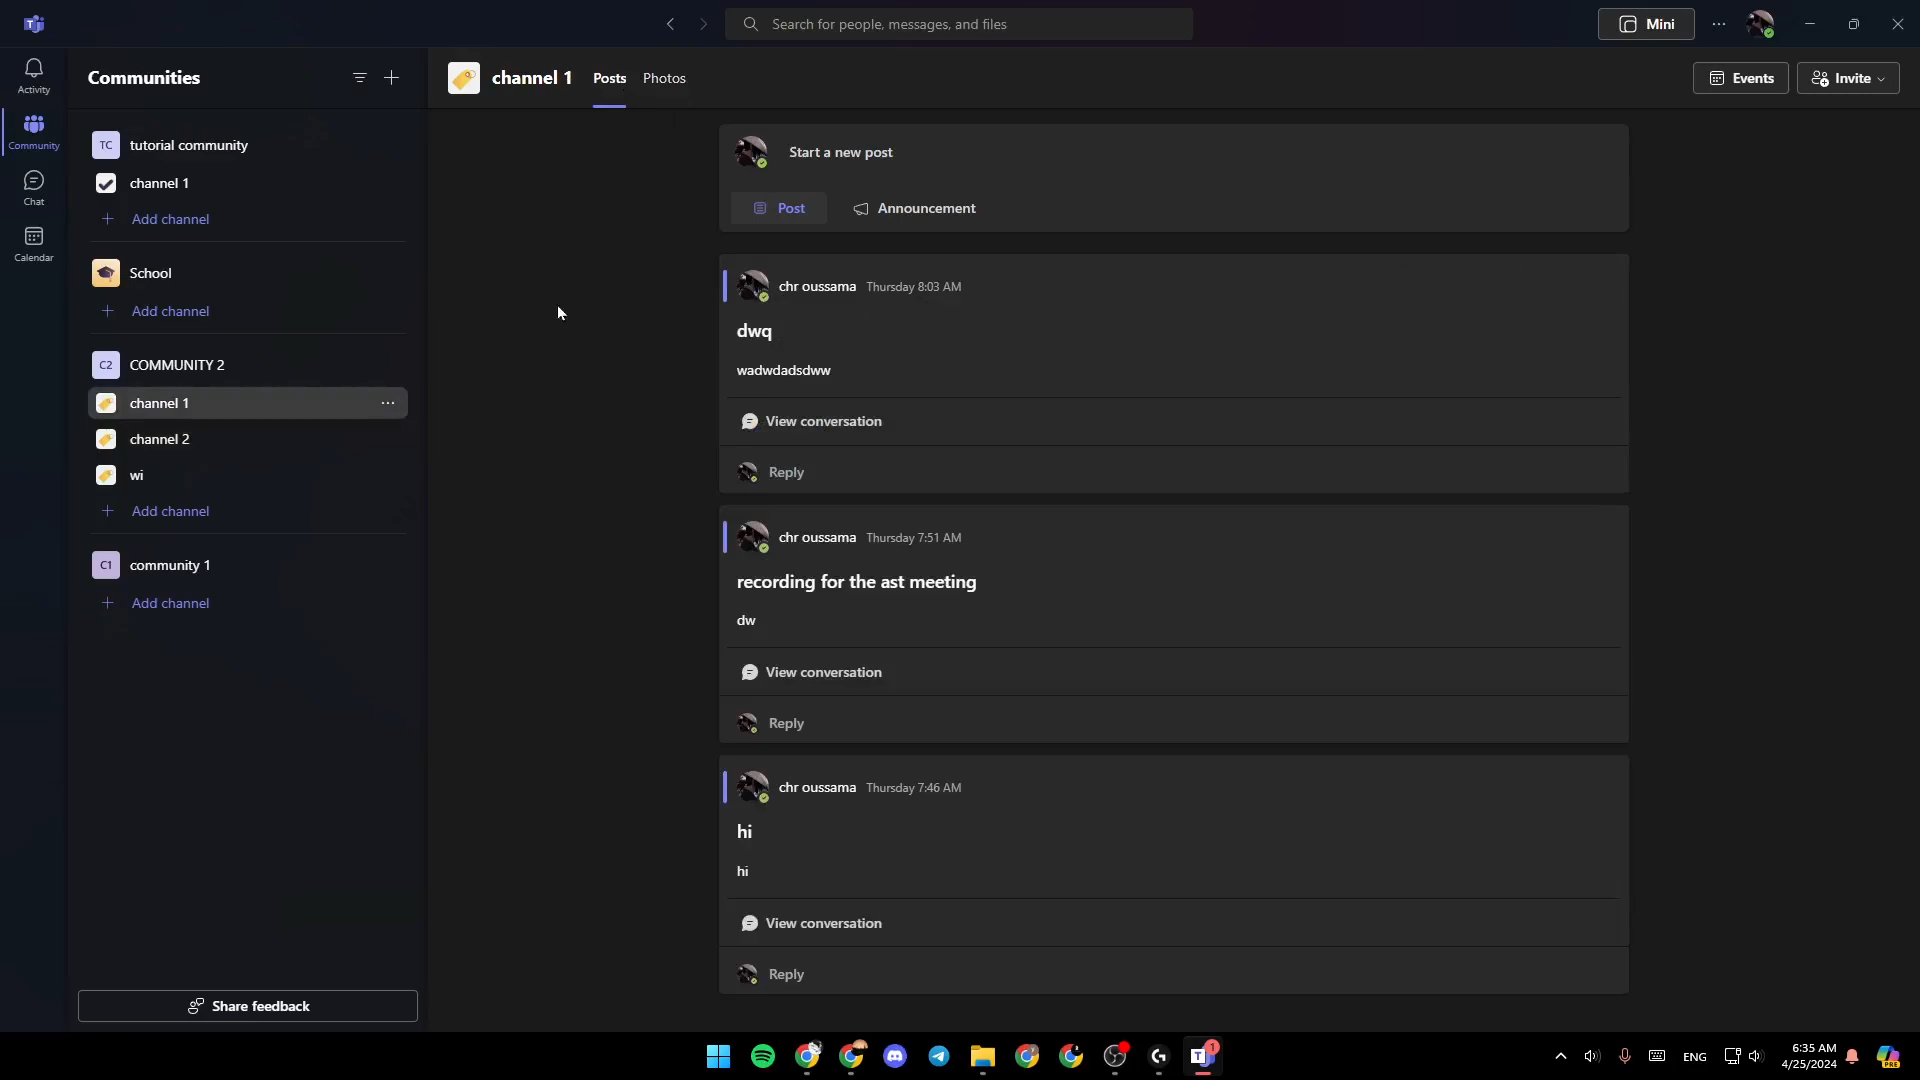 Search for people, messages, and files
Mini
Activity
Community
Chat
Calendar
Communities
TC tutorial community
channel 1
Add channel
School
Add channel
C2 COMMUNITY 2
channel 1
channel 2
wi
Add channel
C1 community 1
Add channel
Share feedback
channel 1 Posts Photos
Events Invite
Start a new post
Post Announcement
chr oussama Thursday 8:03 AM
dwq
wadwdadsdww
View conversation
Reply
chr oussama Thursday 7:51 AM
recording for the ast meeting
dw
View conversation
Reply
chr oussama Thursday 7:46 AM
hi
hi
View conversation
Reply
T 1
ENG
6:35 AM
4/25/2024
PRE